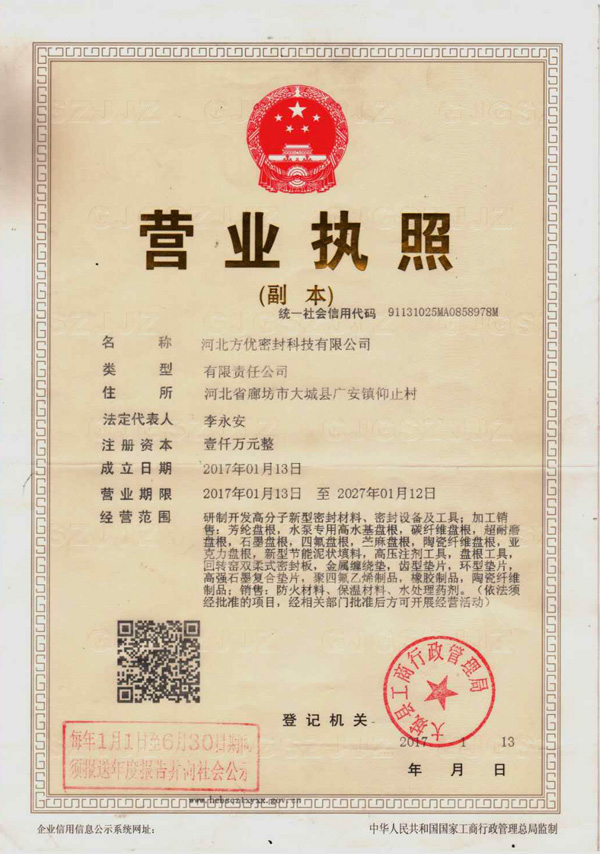 营业执照
(副 本)
统一社会信用代码 91131025MA0858978M
名 称 河北方优密封科技有限公司
类 型 有限责任公司
住 所 河北省廊坊市大城县广安镇仰止村
法定代表人 李永安
注册资本 壹仟万元整
成立日期 2017年01月13日
营业期限 2017年01月13日 至 2027年01月12日
经营范围 研制开发高分子新型密封材料、密封设备及工具；加工销
售：芳纶盘根，水泵专用高水基盘根，碳纤维盘根，超耐磨
盘根，石墨盘根，四氟盘根，芝麻盘根，陶瓷纤维盘根，亚
克力盘根，新型节能泥状填料，高压注剂工具，盘根工具，
回转窑双柔式密封板，金属缠绕垫，齿型垫片，环型垫片，
高强石墨复合垫片，聚四氟乙烯制品，橡胶制品，陶瓷纤维
制品；销售：防火材料、保温材料、水处理药剂。（依法须
经批准的项目，经相关部门批准后方可开展经营活动）
大城县工商行政管理局
登记机关
2017 1 13
年 月 日
每年1月1日至6月30日期间
须报送年度报告并向社会公示
www.hebscztxyxx.gov.cn
企业信用信息公示系统网址：
中华人民共和国国家工商行政管理总局监制